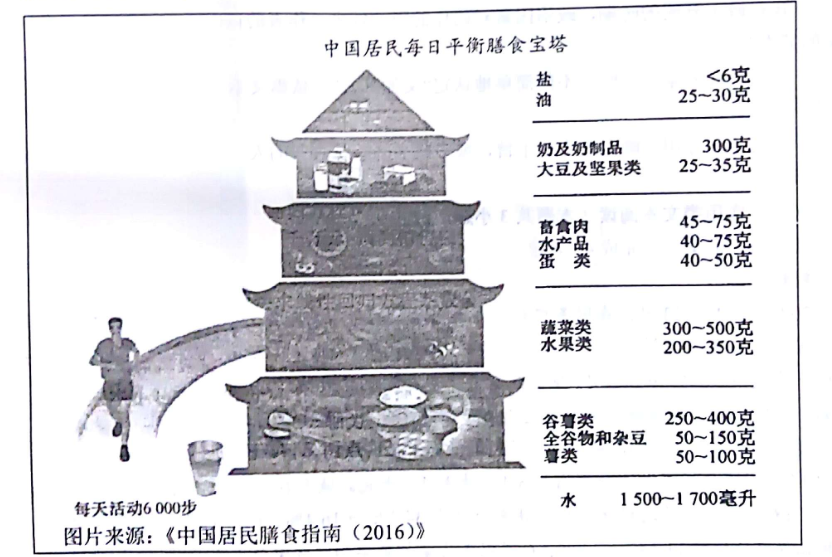 中国居民每日平衡膳食宝塔
盐 <6克
油 25~30克
奶及奶制品 300克
大豆及坚果类 25~35克
畜禽肉 45~75克
水产品 40~75克
蛋 类 40~50克
蔬菜类 300~500克
水果类 200~350克
谷薯类 250~400克
全谷物和杂豆 50~150克
薯类 50~100克
水 1 500~1 700毫升
每天活动6 000步
图片来源：《中国居民膳食指南（2016）》